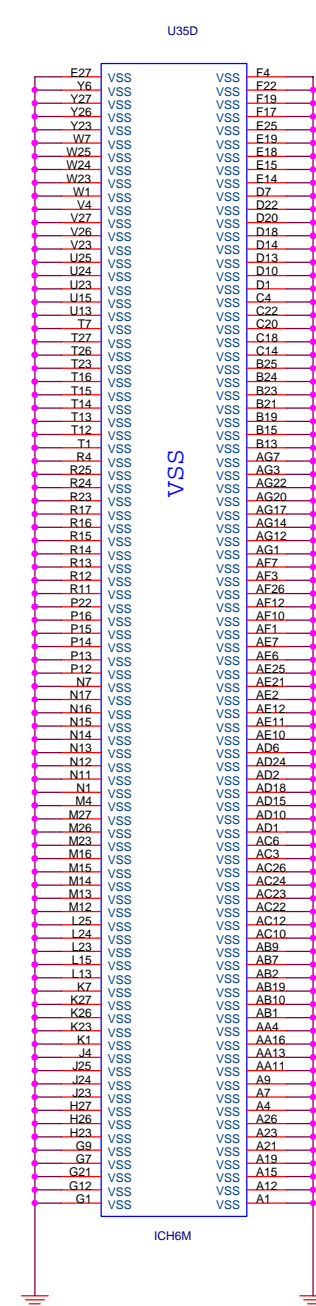 U35D
E27 VSS VSS F4
Y6 VSS VSS F22
Y27 VSS VSS F19
Y26 VSS VSS F17
Y23 VSS VSS E25
W7 VSS VSS E19
W25 VSS VSS E18
W24 VSS VSS E15
W23 VSS VSS E14
W1 VSS VSS D7
V4 VSS VSS D22
V27 VSS VSS D20
V26 VSS VSS D18
V23 VSS VSS D14
U25 VSS VSS D13
U24 VSS VSS D10
U23 VSS VSS D1
U15 VSS VSS C4
U13 VSS VSS C22
T7 VSS VSS C20
T27 VSS VSS C18
T26 VSS VSS C14
T23 VSS VSS B25
T16 VSS VSS B24
T15 VSS VSS B23
T14 VSS VSS B21
T13 VSS VSS B19
T12 VSS VSS B15
T1 VSS VSS B13
R4 VSS VSS AG7
R25 VSS VSS AG3
VSS
R24 VSS VSS AG22
R23 VSS VSS AG20
R17 VSS VSS AG17
R16 VSS VSS AG14
R15 VSS VSS AG12
R14 VSS VSS AG1
R13 VSS VSS AF7
R12 VSS VSS AF3
R11 VSS VSS AF26
P22 VSS VSS AF12
P16 VSS VSS AF10
P15 VSS VSS AF1
P14 VSS VSS AE7
P13 VSS VSS AE6
P12 VSS VSS AE25
N7 VSS VSS AE21
N17 VSS VSS AE2
N16 VSS VSS AE12
N15 VSS VSS AE11
N14 VSS VSS AE10
N13 VSS VSS AD6
N12 VSS VSS AD24
N11 VSS VSS AD2
N1 VSS VSS AD18
M4 VSS VSS AD15
M27 VSS VSS AD10
M26 VSS VSS AD1
M23 VSS VSS AC6
M16 VSS VSS AC3
M15 VSS VSS AC26
M14 VSS VSS AC24
M13 VSS VSS AC23
M12 VSS VSS AC22
L25 VSS VSS AC12
L24 VSS VSS AC10
L23 VSS VSS AB9
L15 VSS VSS AB7
L13 VSS VSS AB2
K7 VSS VSS AB19
K27 VSS VSS AB10
K26 VSS VSS AB1
K23 VSS VSS AA4
K1 VSS VSS AA16
J4 VSS VSS AA13
J25 VSS VSS AA11
J24 VSS VSS A9
J23 VSS VSS A7
H27 VSS VSS A4
H26 VSS VSS A26
H23 VSS VSS A23
G9 VSS VSS A21
G7 VSS VSS A19
G21 VSS VSS A15
G12 VSS VSS A12
G1 VSS VSS A1
ICH6M